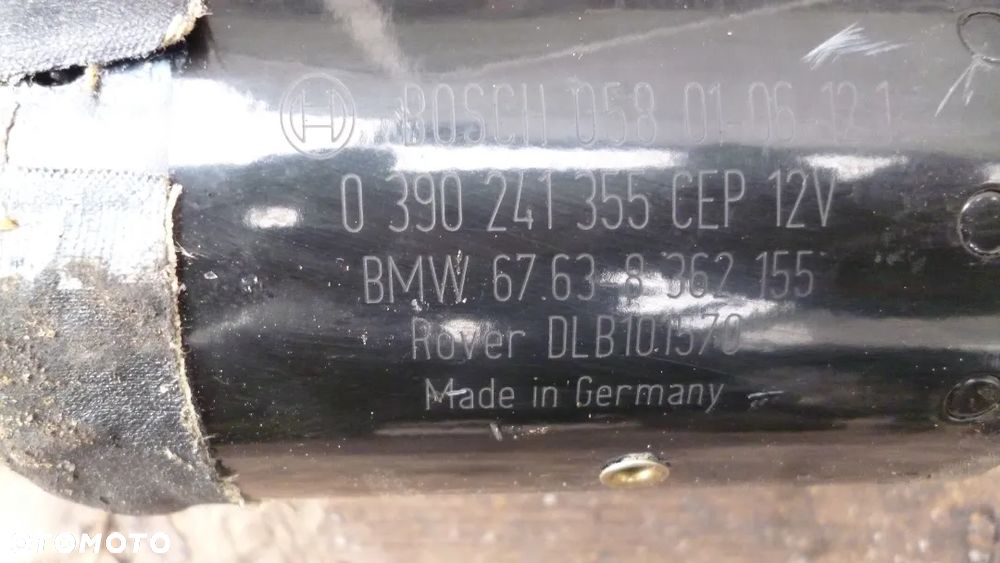 BOSCH 058 01-06 12 1
0 390 241 355 CEP 12V
BMW 67.63-8 362 155
Rover DLB101570
Made in Germany
OTOMOTO